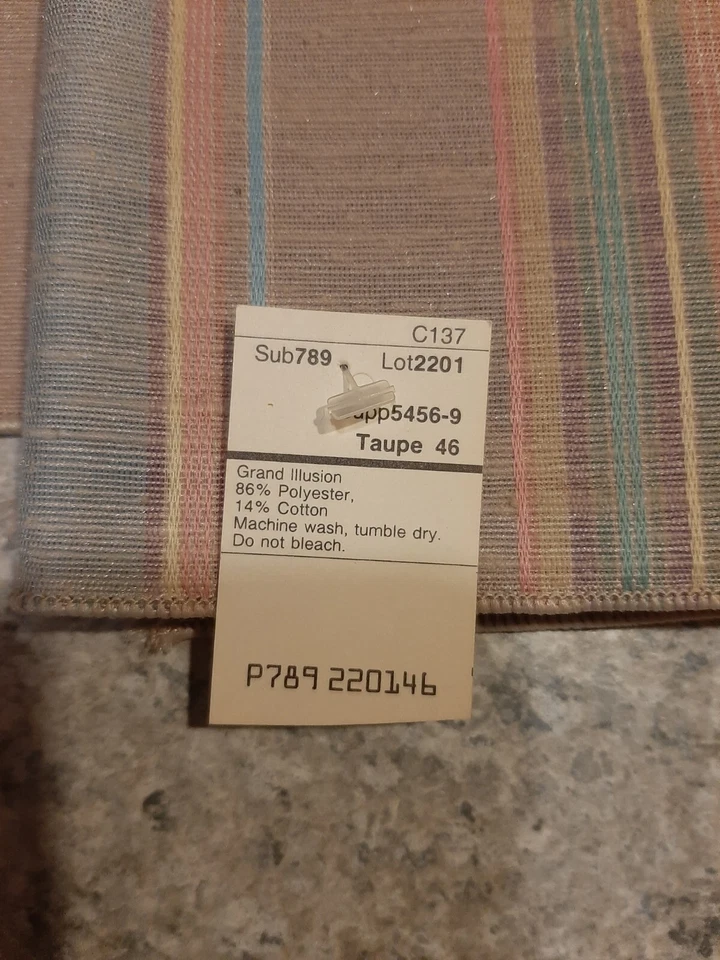 C137
Sub789 Lot2201
5456-9
Taupe 46
Grand Illusion
86% Polyester,
14% Cotton
Machine wash, tumble dry.
Do not bleach.
P789 220146